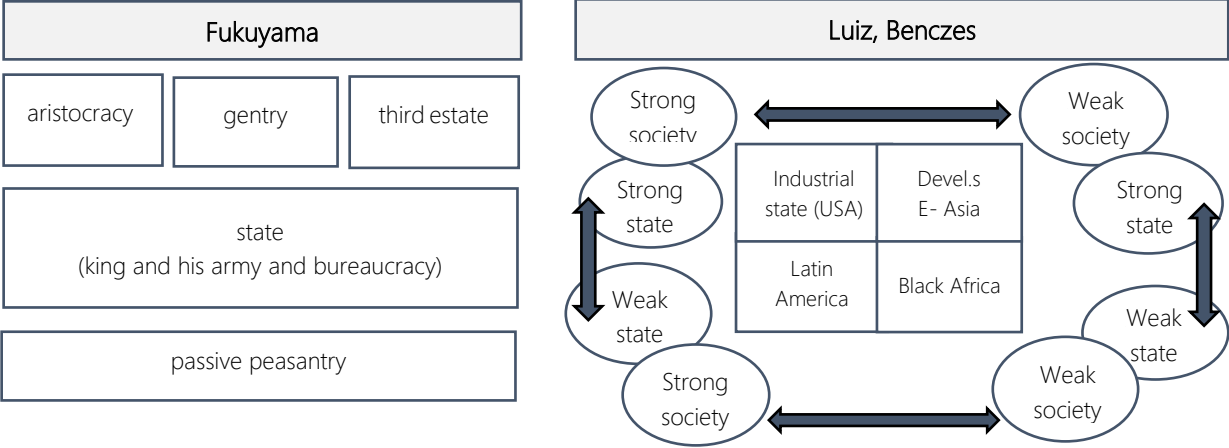 Fukuyama
aristocracy
gentry
third estate
state
(king and his army and bureaucracy)
passive peasantry
Luiz, Benczes
Strong
society
Strong
state
Weak
society
Strong
state
Industrial
state (USA)
Devel.s
E- Asia
Latin
America
Black Africa
Weak
state
Strong
society
Weak
state
Weak
society